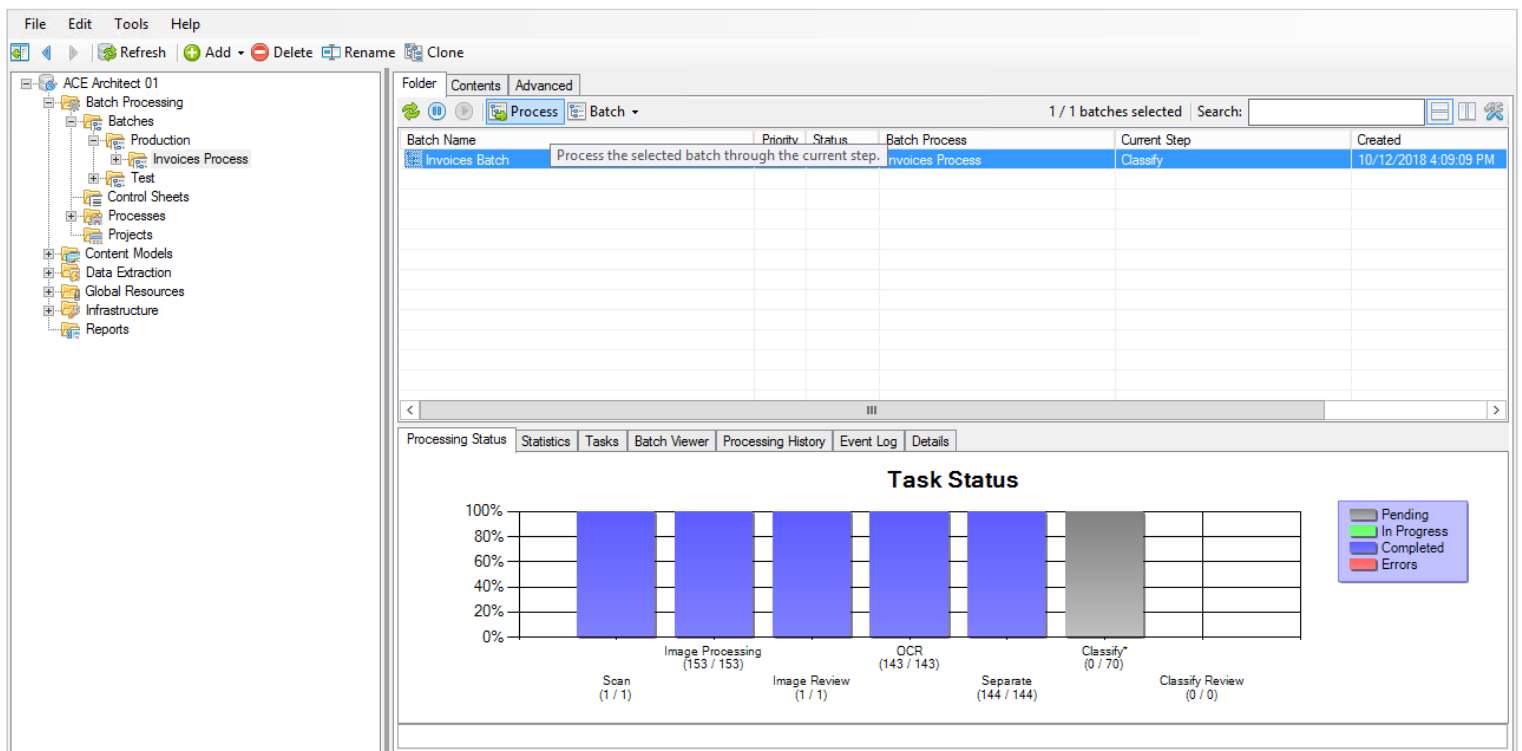 File Edit Tools Help
Refresh Add Delete Rename Clone
ACE Architect 01
Batch Processing
Batches
Production
Invoices Process
Test
Control Sheets
Processes
Projects
Content Models
Data Extraction
Global Resources
Infrastructure
Reports
Folder Contents Advanced
Process Batch 1 / 1 batches selected Search:
Batch Name Priority Status Batch Process Current Step Created
Invoices Batch Process the selected batch through the current step. nvoices Process Classify 10/12/2018 4:09:09 PM
Processing Status Statistics Tasks Batch Viewer Processing History Event Log Details
Task Status
100%
80%
60%
40%
20%
0%
Pending
In Progress
Completed
Errors
Scan
(1 / 1)
Image Processing
(153 / 153)
Image Review
(1 / 1)
OCR
(143 / 143)
Separate
(144 / 144)
Classify*
(0 / 70)
Classify Review
(0 / 0)